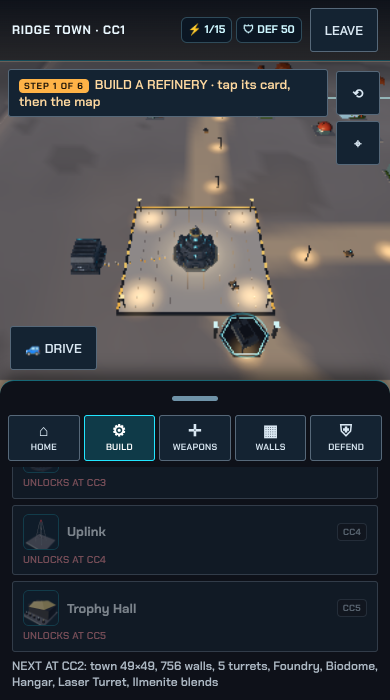 RIDGE TOWN · CC1
⚡ 1/15
🛡 DEF 50
LEAVE
STEP 1 OF 6 BUILD A REFINERY · tap its card,
then the map
🚙 DRIVE
HOME
BUILD
WEAPONS
WALLS
DEFEND
UNLOCKS AT CC3
Uplink
CC4
UNLOCKS AT CC4
Trophy Hall
CC5
UNLOCKS AT CC5
NEXT AT CC2: town 49×49, 756 walls, 5 turrets, Foundry, Biodome,
Hangar, Laser Turret, Ilmenite blends